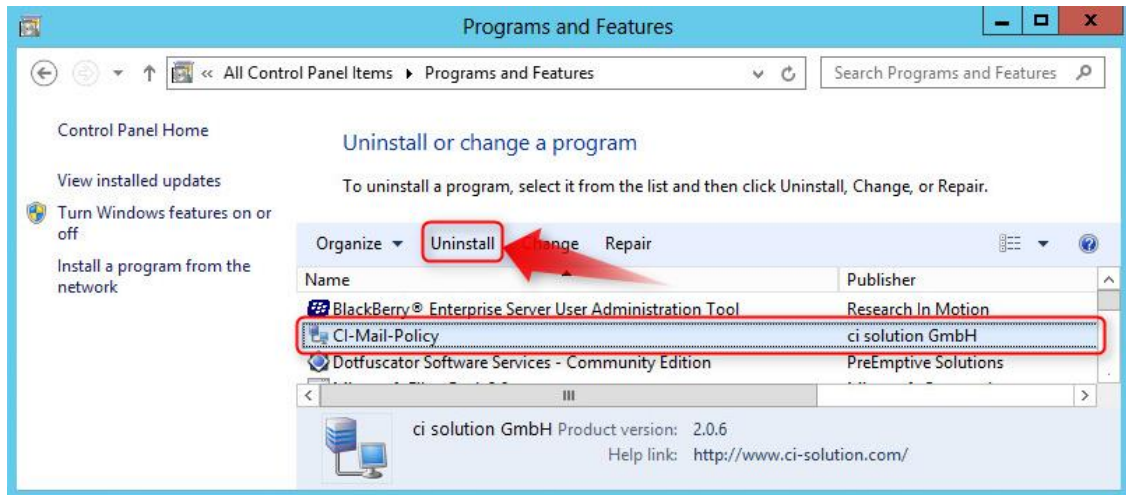 Programs and Features
« All Control Panel Items ▸ Programs and Features
Search Programs and Features
Control Panel Home
View installed updates
Turn Windows features on or
off
Install a program from the
network
Uninstall or change a program
To uninstall a program, select it from the list and then click Uninstall, Change, or Repair.
Organize Uninstall Change Repair
Name Publisher
BlackBerry® Enterprise Server User Administration Tool Research In Motion
CI-Mail-Policy ci solution GmbH
Dotfuscator Software Services - Community Edition PreEmptive Solutions
ci solution GmbH Product version: 2.0.6
Help link: http://www.ci-solution.com/